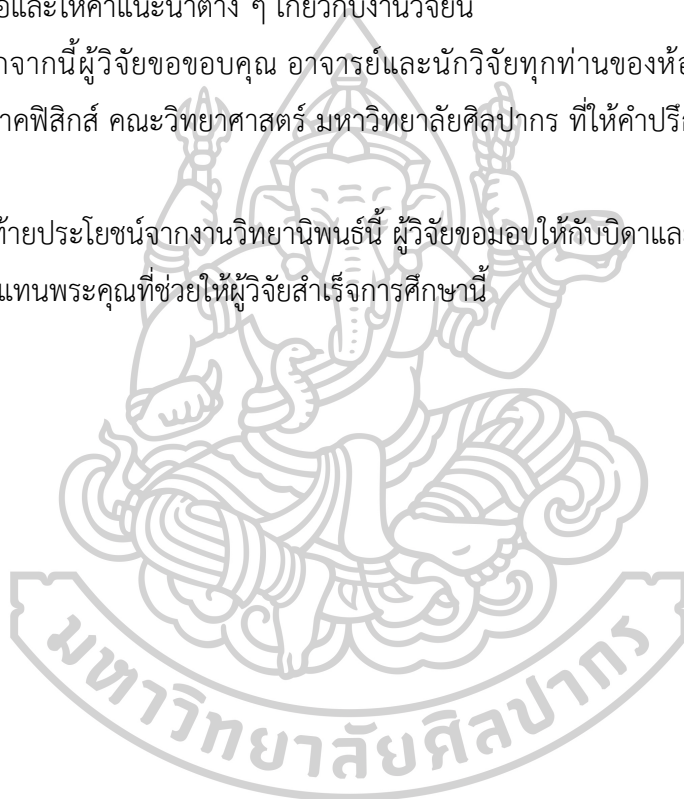 และให้คำแนะนำต่าง ๆ เกี่ยวกับงานวิจัยนี้
จากนี้ผู้วิจัยขอขอบคุณ อาจารย์และนักวิจัยทุกท่านของ
คฟิสิกส์ คณะวิทยาศาสตร์ มหาวิทยาลัยศิลปากร ที่ให้คำปรึ
ท้ายประโยชน์จากงานวิทยานิพนธ์นี้ ผู้วิจัยขอมอบให้กับบิดาแล
แทนพระคุณที่ช่วยให้ผู้วิจัยสำเร็จการศึกษานี้
มหาวิทยาลัยศิลปากร